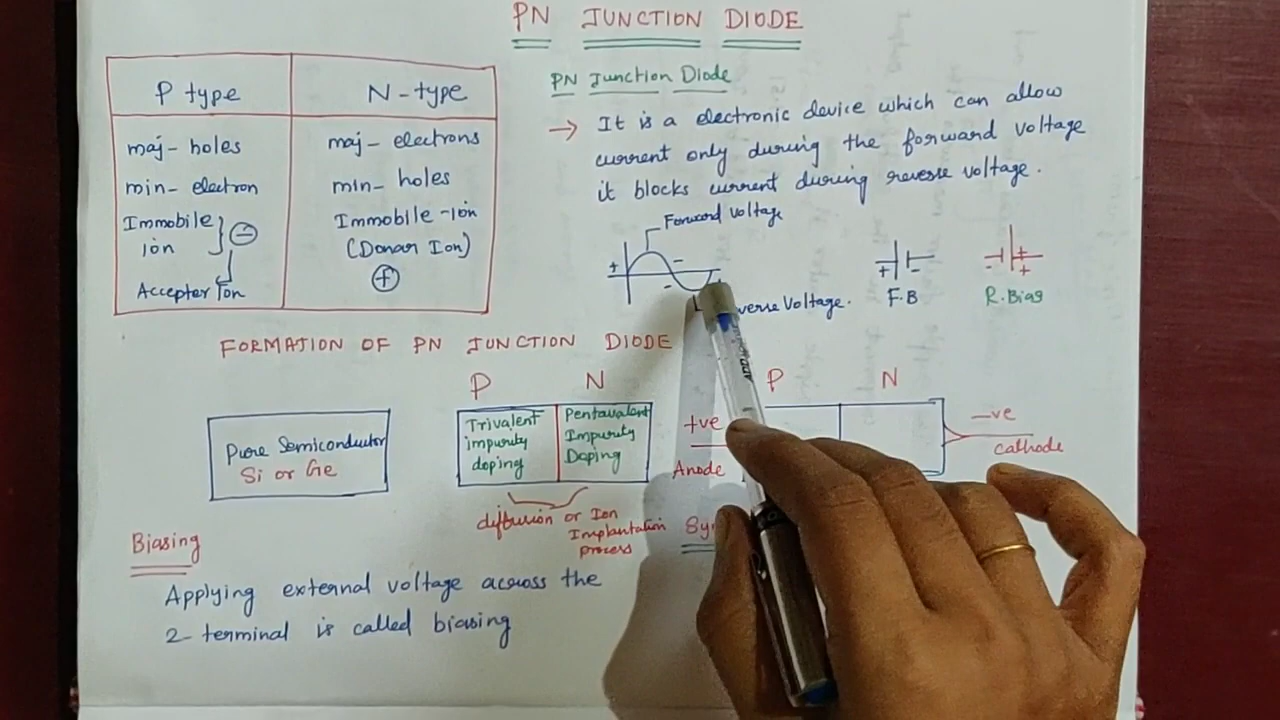 PN JUNCTION DIODE
P type
N-type
maj- holes
maj- electrons
min- electron
min- holes
Immobile
ion
Immobile -ion
(Donar Ion)
Accepter Ion
PN Junction Diode
→ It is a electronic device which can allow
current only during the forward voltage
it blocks current during reverse voltage.
Forward Voltage
+ - -
verse Voltage.
+ -
F.B
- + +
R.Bias
FORMATION OF PN JUNCTION DIODE
P N
Pure Semiconductor
Si or Ge
Trivalent
impurity
doping
Pentavalent
Impurity
Doping
diffusion or Ion
Implantation
process
P N
+ve
Anode
-ve
cathode
Sy
Biasing
Applying external voltage across the
2- terminal is called biasing